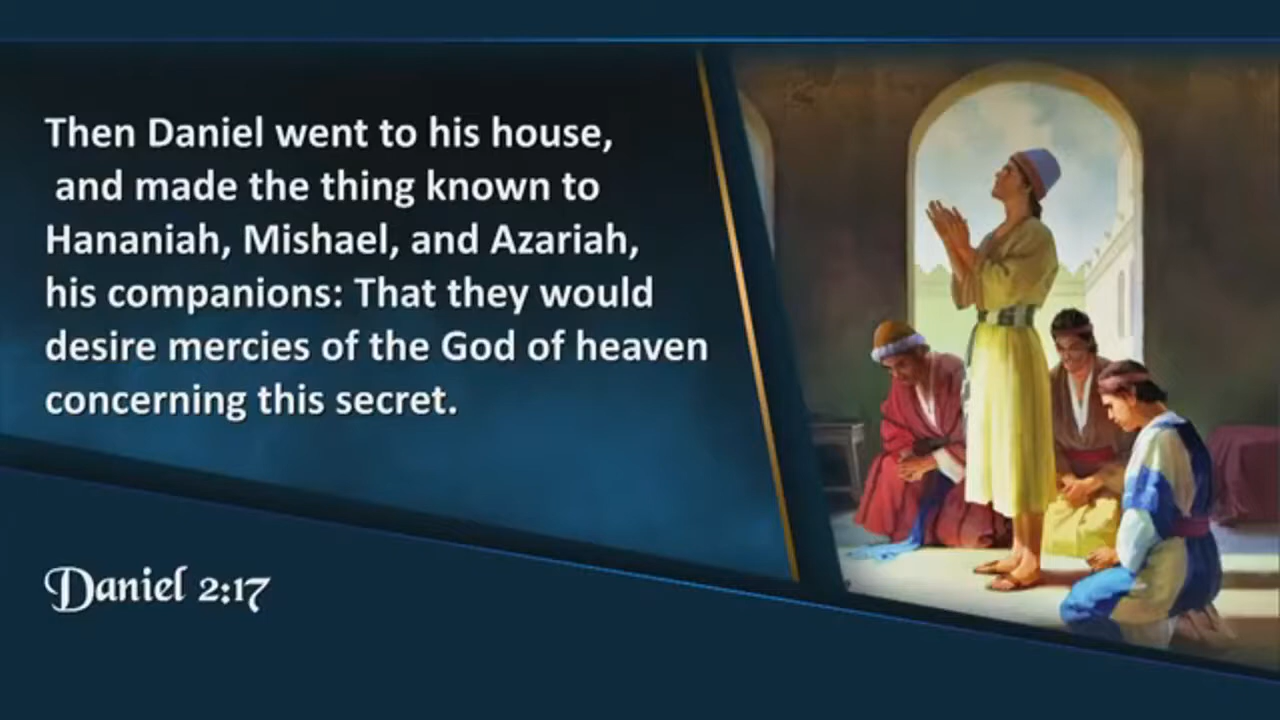 Then Daniel went to his house,
and made the thing known to
Hananiah, Mishael, and Azariah,
his companions: That they would
desire mercies of the God of heaven
concerning this secret.
Daniel 2:17